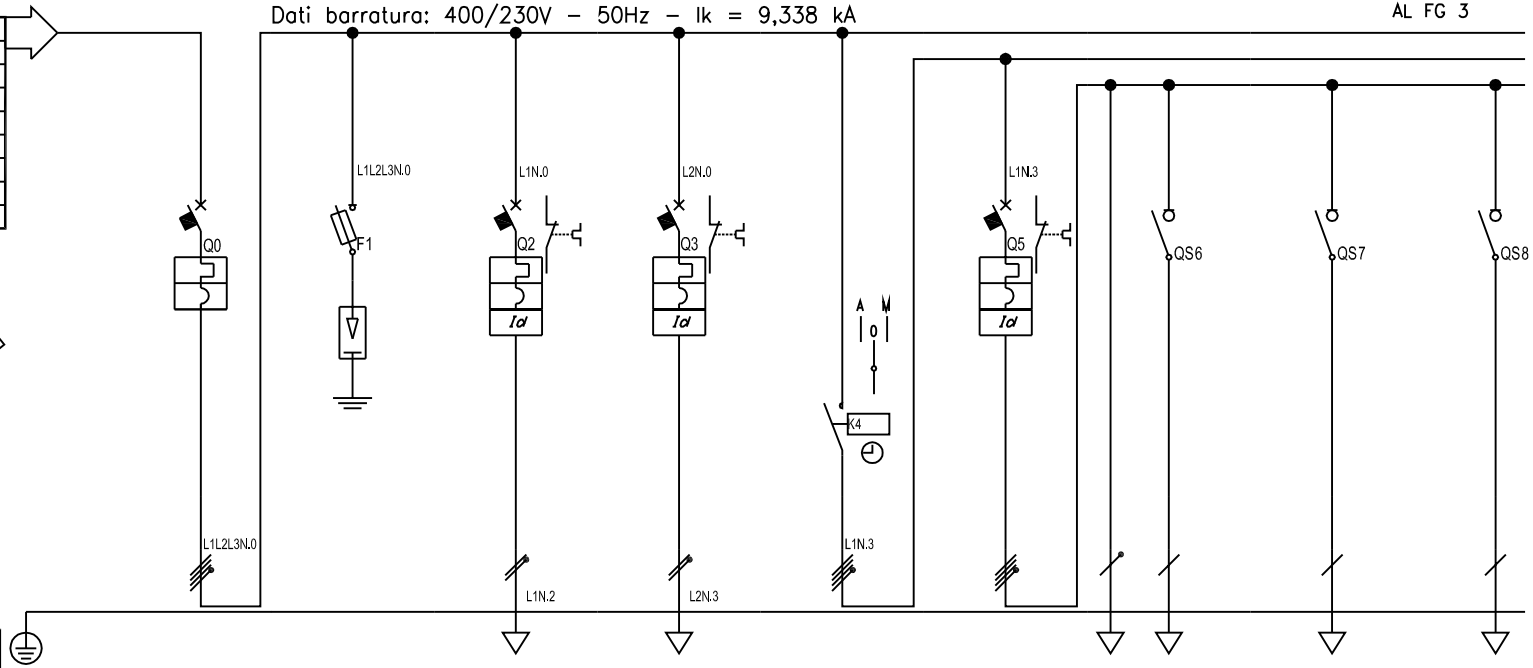 Dati barratura: 400/230V - 50Hz - Ik = 9,338 kA
AL FG 3
L1L2L3N.0
L1N.0
L2N.0
L1N.3
Q0
F1
Q2
Q3
Q5
QS6
QS7
QS8
Id
Id
Id
A M
0
K4
L1L2L3N.0
L1N.3
L1N.2
L2N.3